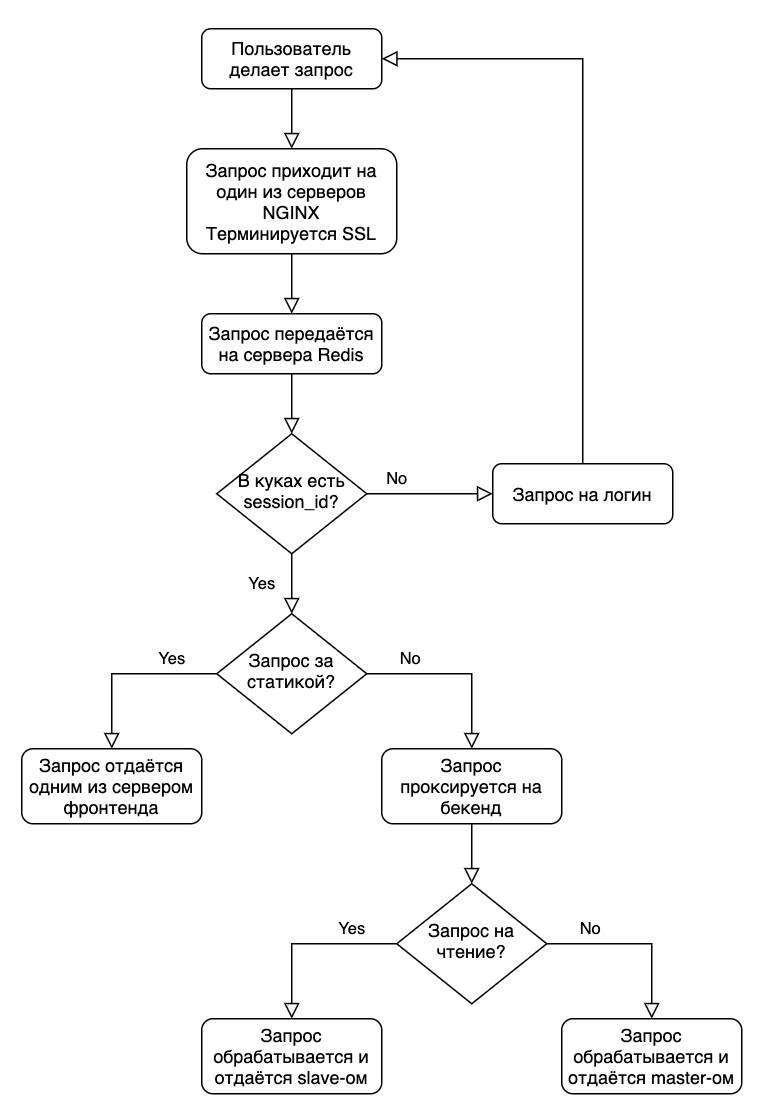 Пользователь
делает запрос
Запрос приходит на
один из серверов
NGINX
Терминируется SSL
Запрос передаётся
на сервера Redis
В куках есть
session_id?
No
Запрос на логин
Yes
Запрос за
статикой?
Yes
No
Запрос отдаётся
одним из сервером
фронтенда
Запрос
проксируется на
бекенд
Запрос на
чтение?
Yes
No
Запрос
обрабатывается и
отдаётся slave-ом
Запрос
обрабатывается и
отдаётся master-ом